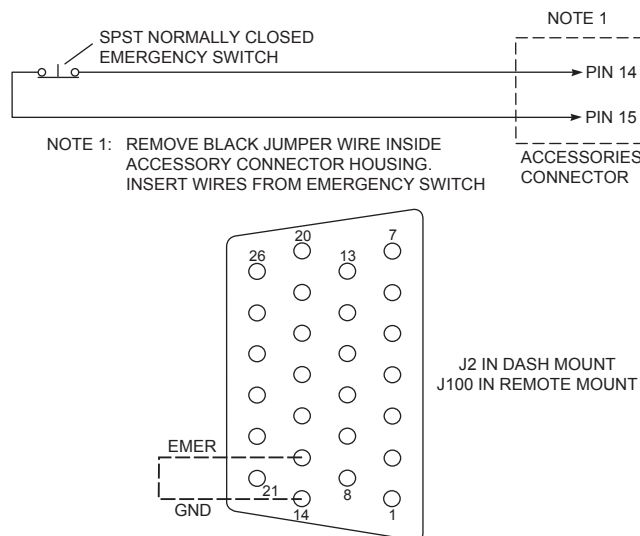 NOTE 1
SPST NORMALLY CLOSED
EMERGENCY SWITCH
PIN 14
PIN 15
NOTE 1: REMOVE BLACK JUMPER WIRE INSIDE
ACCESSORY CONNECTOR HOUSING.
INSERT WIRES FROM EMERGENCY SWITCH
ACCESSORIES
CONNECTOR
20
7
26
13
J2 IN DASH MOUNT
J100 IN REMOTE MOUNT
EMER
21
8
GND
14
1